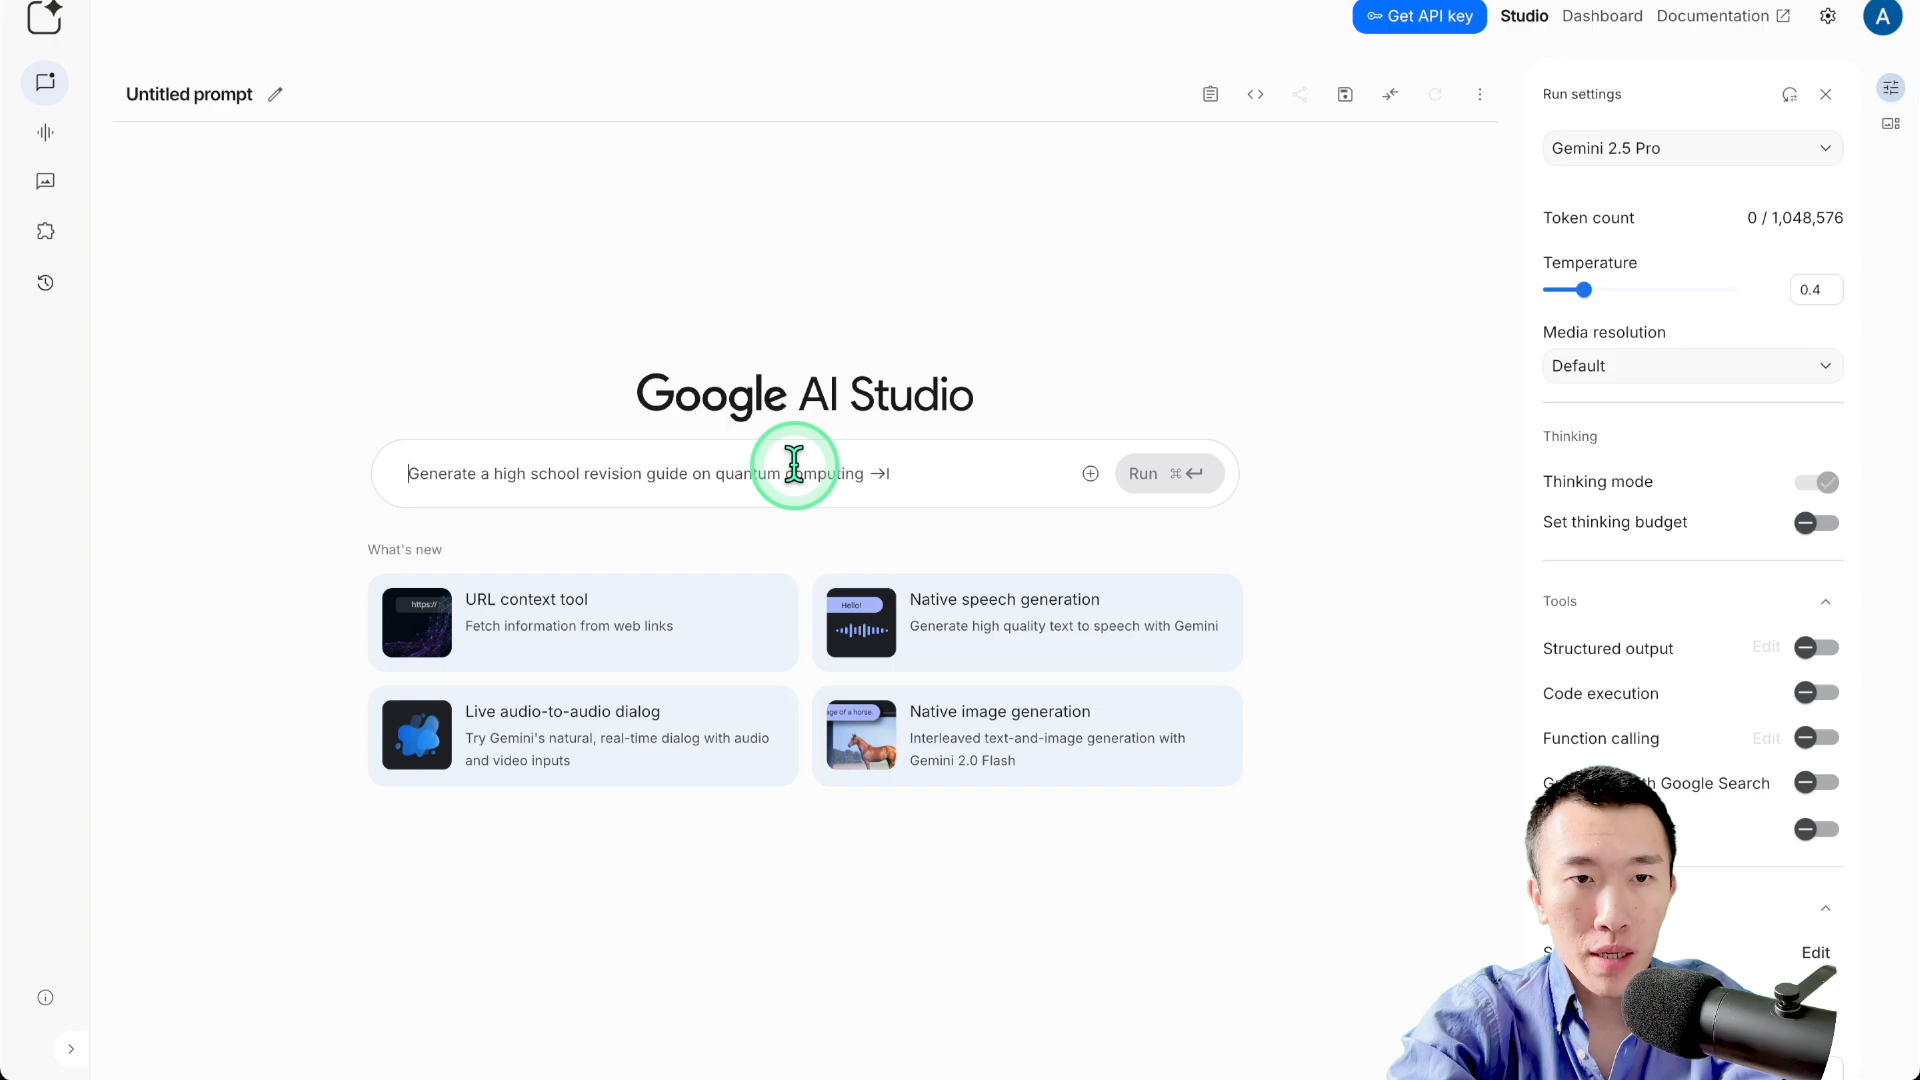 Get API key
Studio
Dashboard
Documentation
A
Untitled prompt
Run settings
Gemini 2.5 Pro
Token count
0 / 1,048,576
Temperature
0.4
Media resolution
Default
Google AI Studio
Thinking
Generate a high school revision guide on quantum computing
Run ⌘
Thinking mode
Set thinking budget
What's new
https://
URL context tool
Fetch information from web links
Hello!
Native speech generation
Generate high quality text to speech with Gemini
Tools
Structured output
Edit
Code execution
Live audio-to-audio dialog
Try Gemini's natural, real-time dialog with audio
and video inputs
age of a horse.
Native image generation
Interleaved text-and-image generation with
Gemini 2.0 Flash
Function calling
Edit
Google Search
Edit